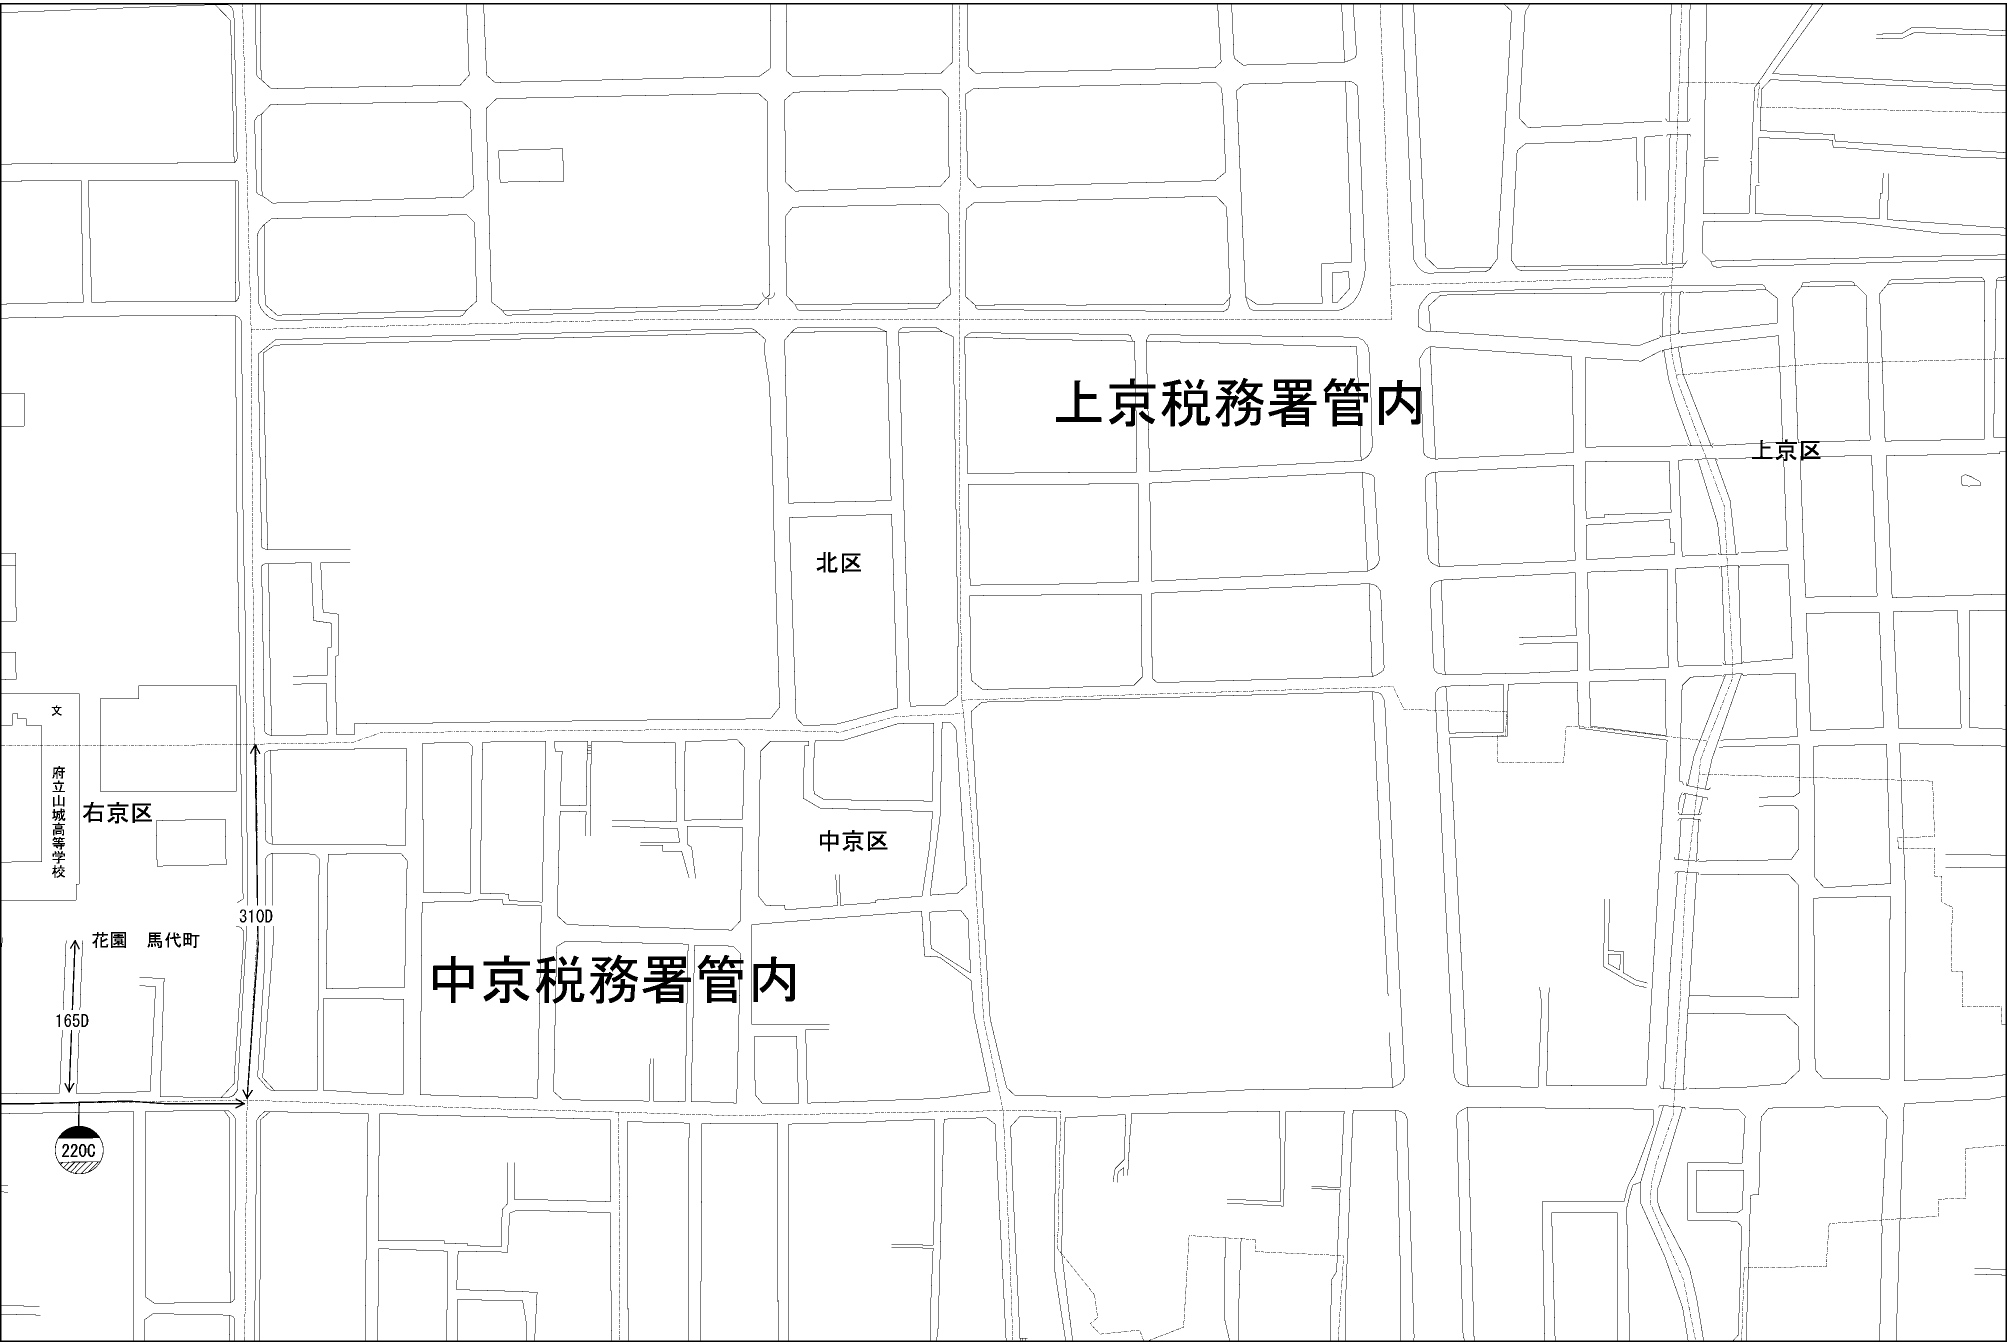 上京税務署管内
上京区
北区
文
府立山城高等学校
右京区
中京区
310D
花園　馬代町
中京税務署管内
165D
220C